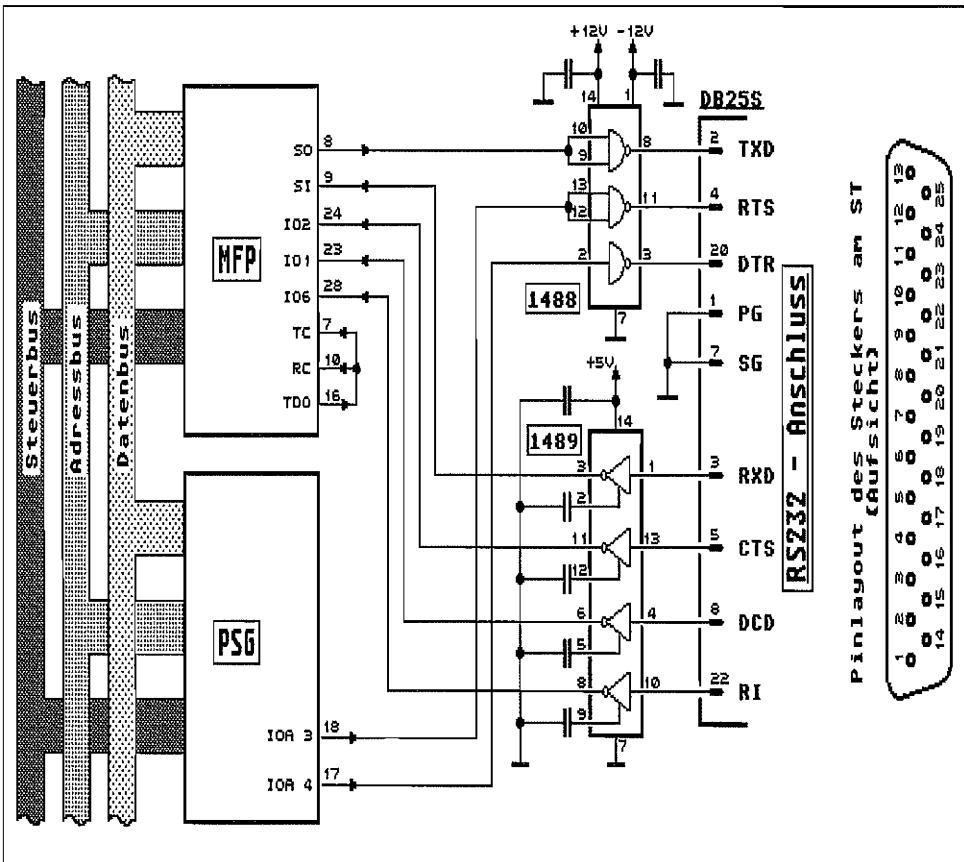 +12V -12V
14 1
DB25S
10
9
8
2 TXD
13
12
11
4 RTS
2
3
20 DTR
1488
7
1 PG
7 SG
+5V
14
1489
3 1
3 RXD
2
11 13
5 CTS
12
6 4
8 DCD
5
8 10
22 RI
9
7
Steuerbus
Adressbus
Datenbus
MFP
SO 8
SI 9
IO2 24
IO1 23
IO6 28
TC 7
RC 10
TDO 16
PSG
IOA 3 18
IOA 4 17
RS232 - Anschluss
Pinlayout des Steckers am ST
(Aufsicht)
1 2 3 4 5 6 7 8 9 10 11 12 13
14 15 16 17 18 19 20 21 22 23 24 25